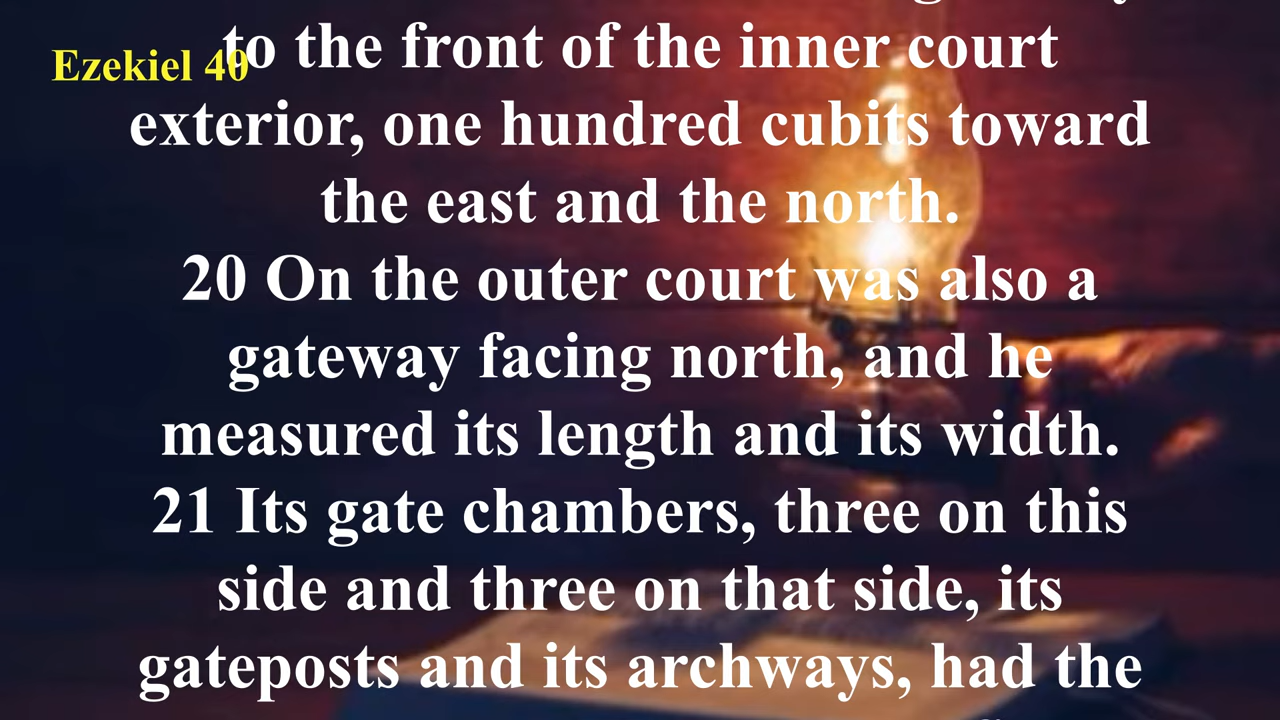 Ezekiel 40
to the front of the inner court
exterior, one hundred cubits toward
the east and the north.
20 On the outer court was also a
gateway facing north, and he
measured its length and its width.
21 Its gate chambers, three on this
side and three on that side, its
gateposts and its archways, had the